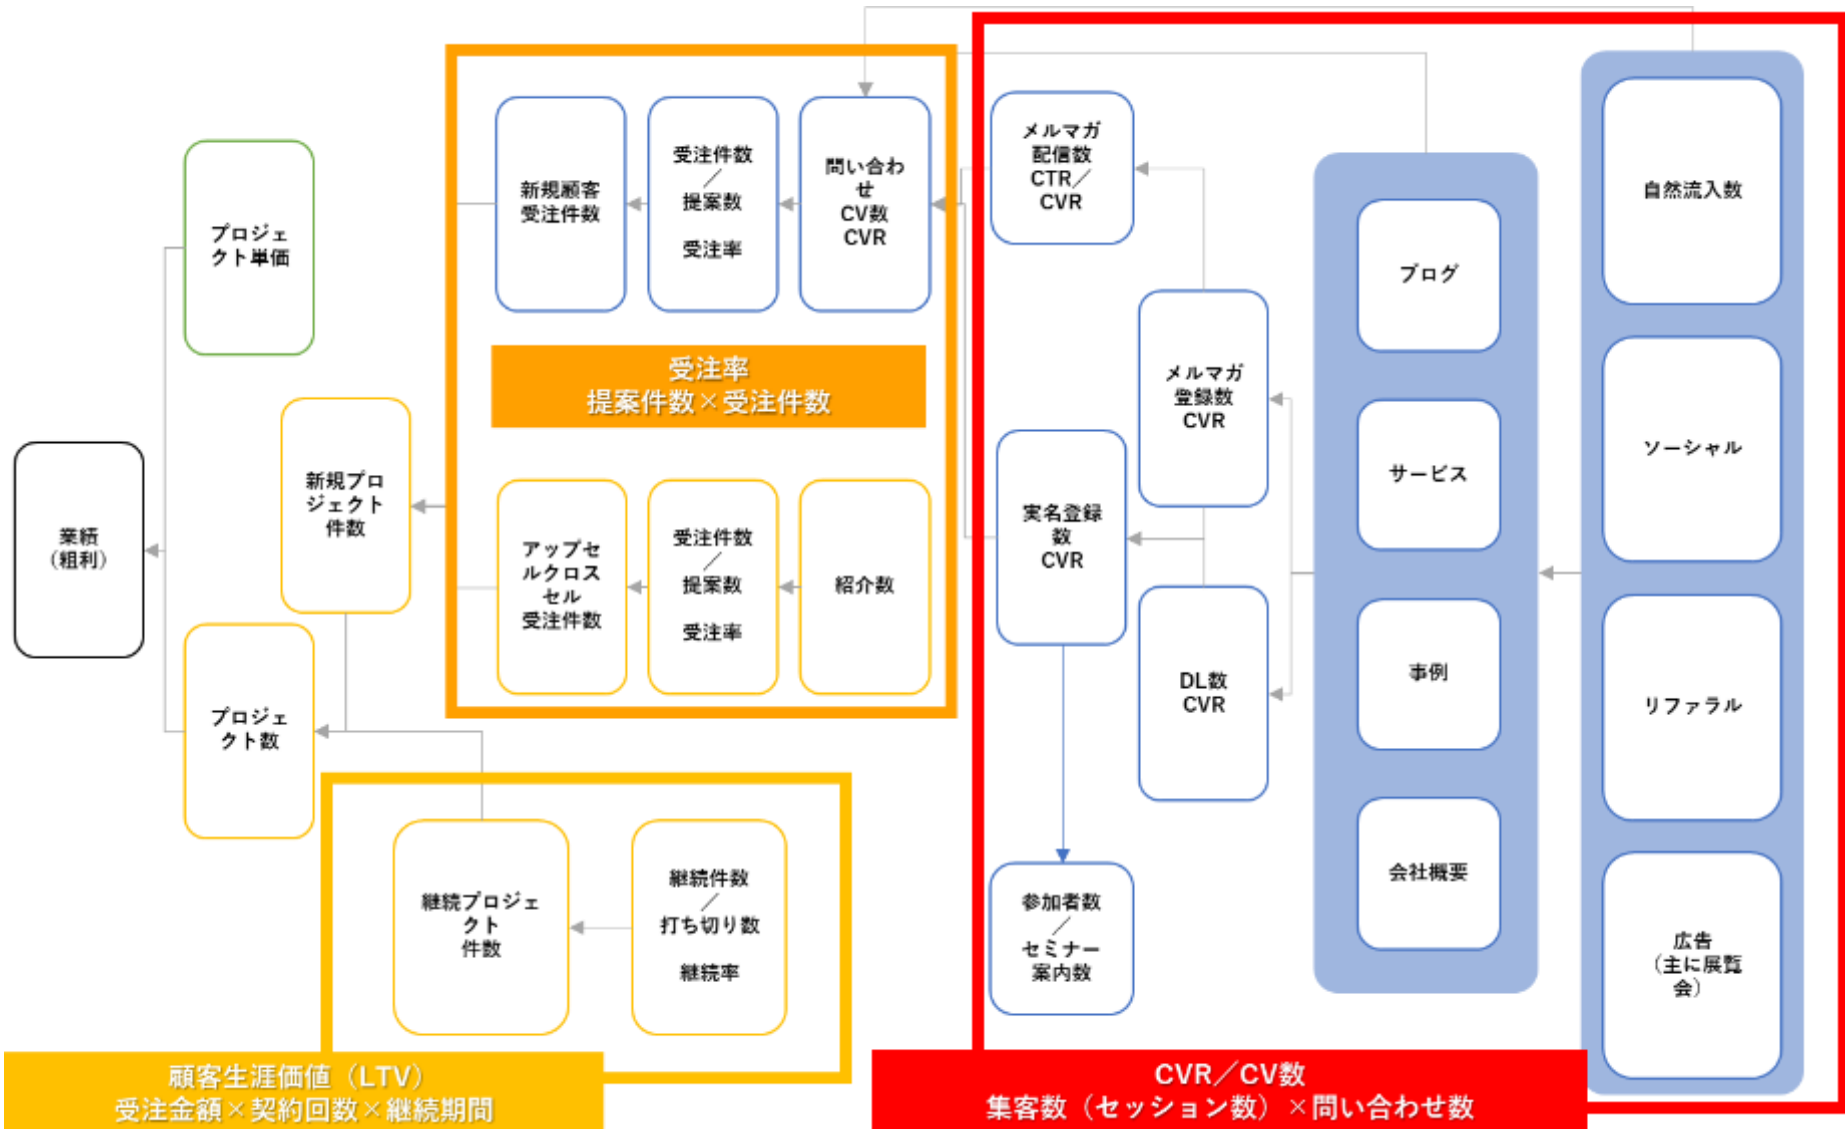 業績
（粗利）
プロジェ
クト単価
新規プロ
ジェクト
件数
プロジェ
クト数
新規顧客
受注件数
受注件数
／
提案数
受注率
問い合わ
せ
CV数
CVR
受注率
提案件数×受注件数
アップセ
ルクロス
セル
受注件数
受注件数
／
提案数
受注率
紹介数
継続プロジェ
クト
件数
継続件数
／
打ち切り数
継続率
顧客生涯価値（LTV）
受注金額×契約回数×継続期間
メルマガ
配信数
CTR／
CVR
メルマガ
登録数
CVR
実名登録
数
CVR
DL数
CVR
参加者数
／
セミナー
案内数
ブログ
サービス
事例
会社概要
自然流入数
ソーシャル
リファラル
広告
（主に展覧
会）
CVR／CV数
集客数（セッション数）×問い合わせ数